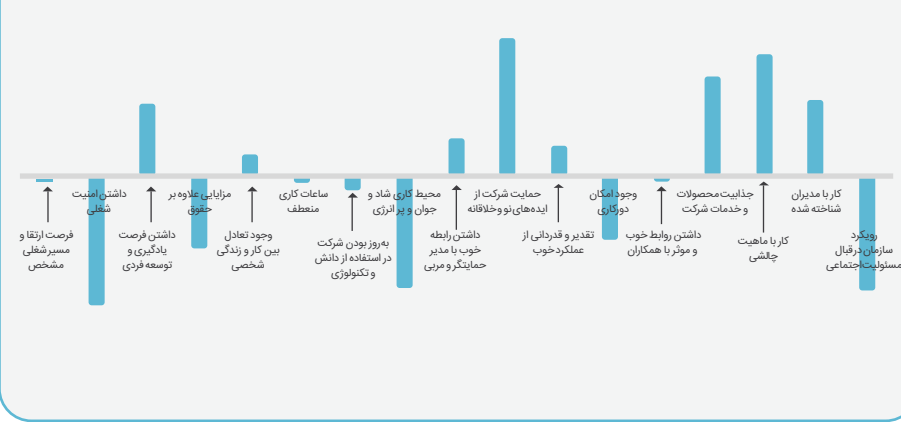 کار با مدیران
شناخته شده
جذابیت محصولات
و خدمات شرکت
وجود امکان
دورکاری
حمایت شرکت از
ایده‌های نو و خلاقانه
محیط کاری شاد و
جوان و پر انرژی
ساعات کاری
منعطف
مزایایی علاوه بر
حقوق
داشتن امنیت
شغلی
رویکرد
سازمان در قبال
مسئولیت اجتماعی
کار با ماهیت
چالشی
داشتن روابط خوب
و موثر با همکاران
تقدیر و قدردانی از
عملکرد خوب
داشتن رابطه
خوب با مدیر
حمایتگر و مربی
به‌روز بودن شرکت
در استفاده از دانش
و تکنولوژی
وجود تعادل
بین کار و زندگی
شخصی
داشتن فرصت
یادگیری و
توسعه فردی
فرصت ارتقا و
مسیر شغلی
مشخص